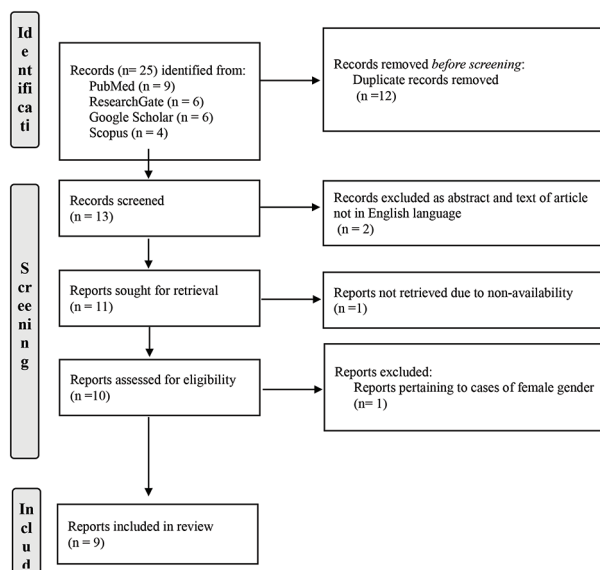 Id
e
nt
ifi
ca
ti
Records (n= 25) identified from:
PubMed (n = 9)
ResearchGate (n = 6)
Google Scholar (n = 6)
Scopus (n = 4)
Records removed before screening:
Duplicate records removed
(n =12)
S
cr
ee
ni
n
g
Records screened
(n = 13)
Records excluded as abstract and text of article
not in English language
(n = 2)
Reports sought for retrieval
(n = 11)
Reports not retrieved due to non-availability
(n =1)
Reports assessed for eligibility
(n =10)
Reports excluded:
Reports pertaining to cases of female gender
(n= 1)
In
cl
u
d
Reports included in review
(n = 9)